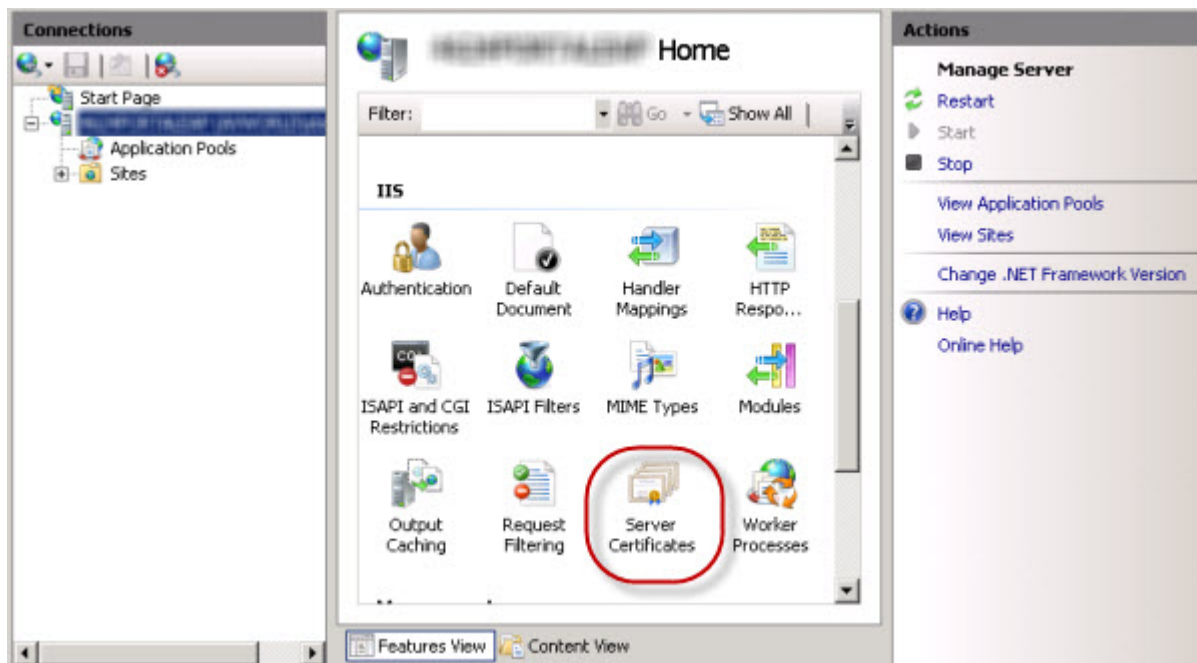 Connections
Start Page
Application Pools
Sites
Home
Filter:
Go
Show All
IIS
Authentication
Default
Document
Handler
Mappings
HTTP
Respo...
ISAPI and CGI
Restrictions
ISAPI Filters
MIME Types
Modules
Output
Caching
Request
Filtering
Server
Certificates
Worker
Processes
Features View
Content View
Actions
Manage Server
Restart
Start
Stop
View Application Pools
View Sites
Change .NET Framework Version
Help
Online Help